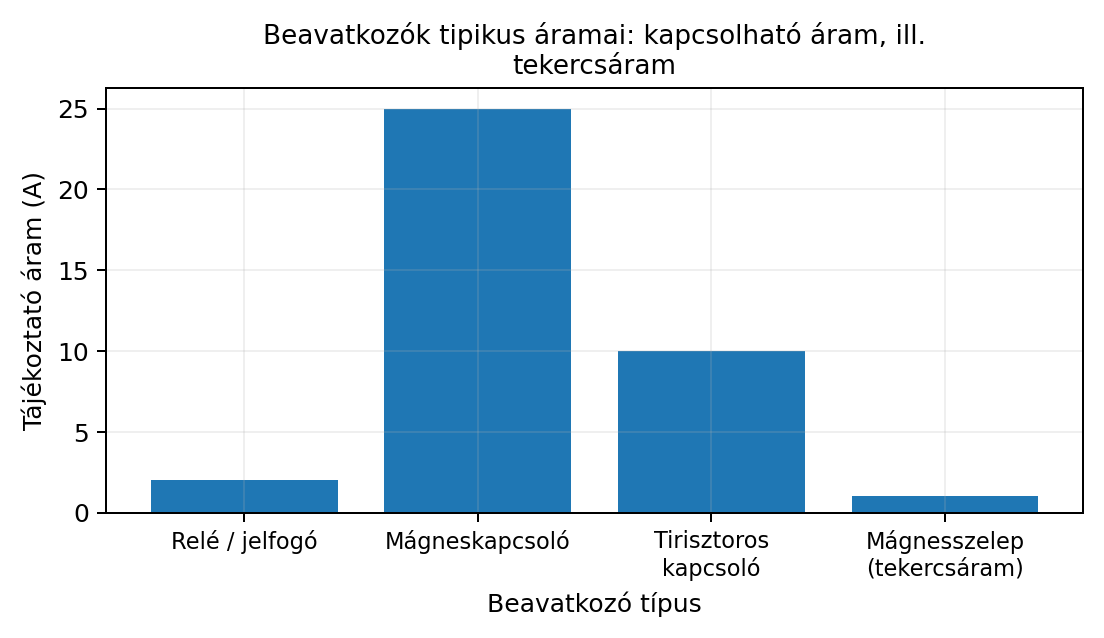 Beavatkozók tipikus áramai: kapcsolható áram, ill.
tekercsáram
Tájékoztató áram (A)
25
20
15
10
5
0
Relé / jelfogó
Mágneskapcsoló
Tirisztoros
kapcsoló
Mágnesszelep
(tekercsáram)
Beavatkozó típus